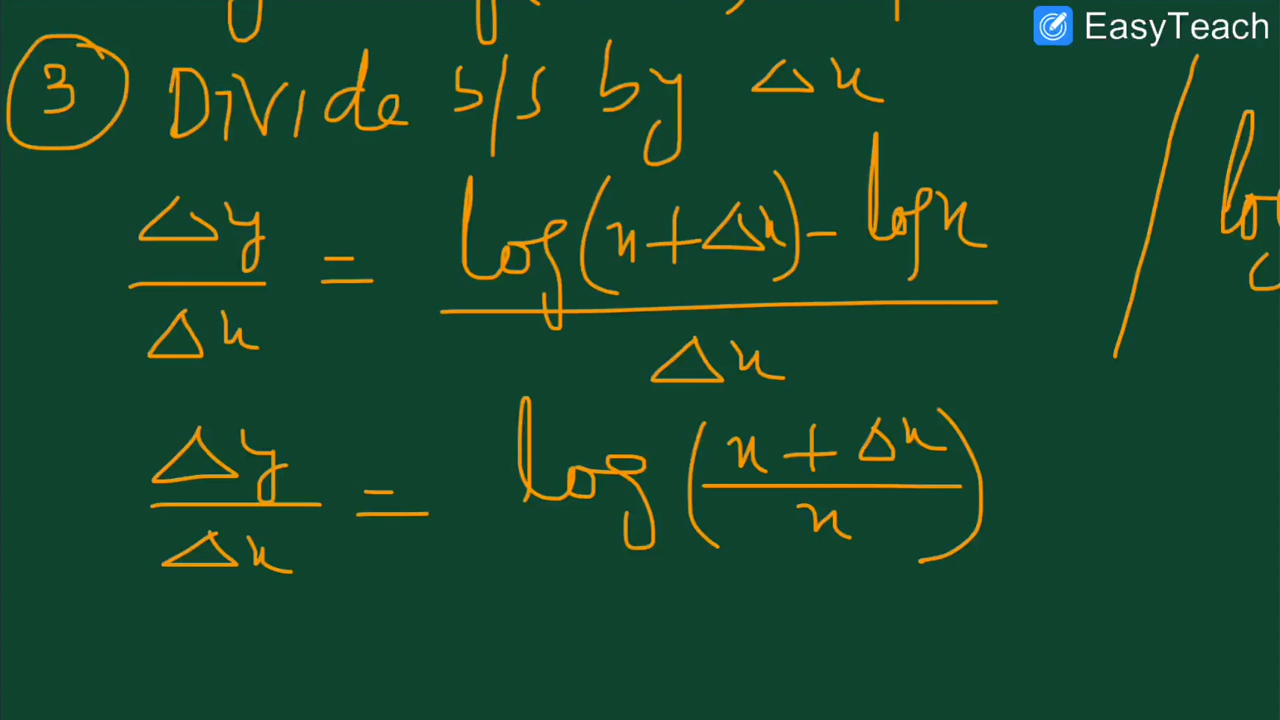 EasyTeach
3 Divide s/s by Δx
Δy/Δx = (log(x+Δx) - log x)/Δx
Δy/Δx = log((x + Δx)/x)